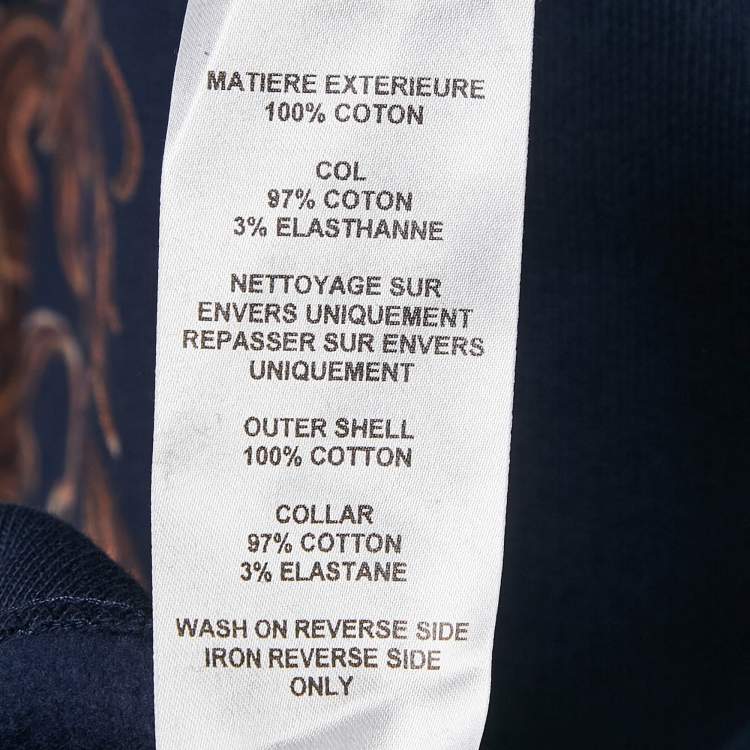 MATIERE EXTERIEURE
100% COTON
COL
97% COTON
3% ELASTHANNE
NETTOYAGE SUR
ENVERS UNIQUEMENT
REPASSER SUR ENVERS
UNIQUEMENT
OUTER SHELL
100% COTTON
COLLAR
97% COTTON
3% ELASTANE
WASH ON REVERSE SIDE
IRON REVERSE SIDE
ONLY